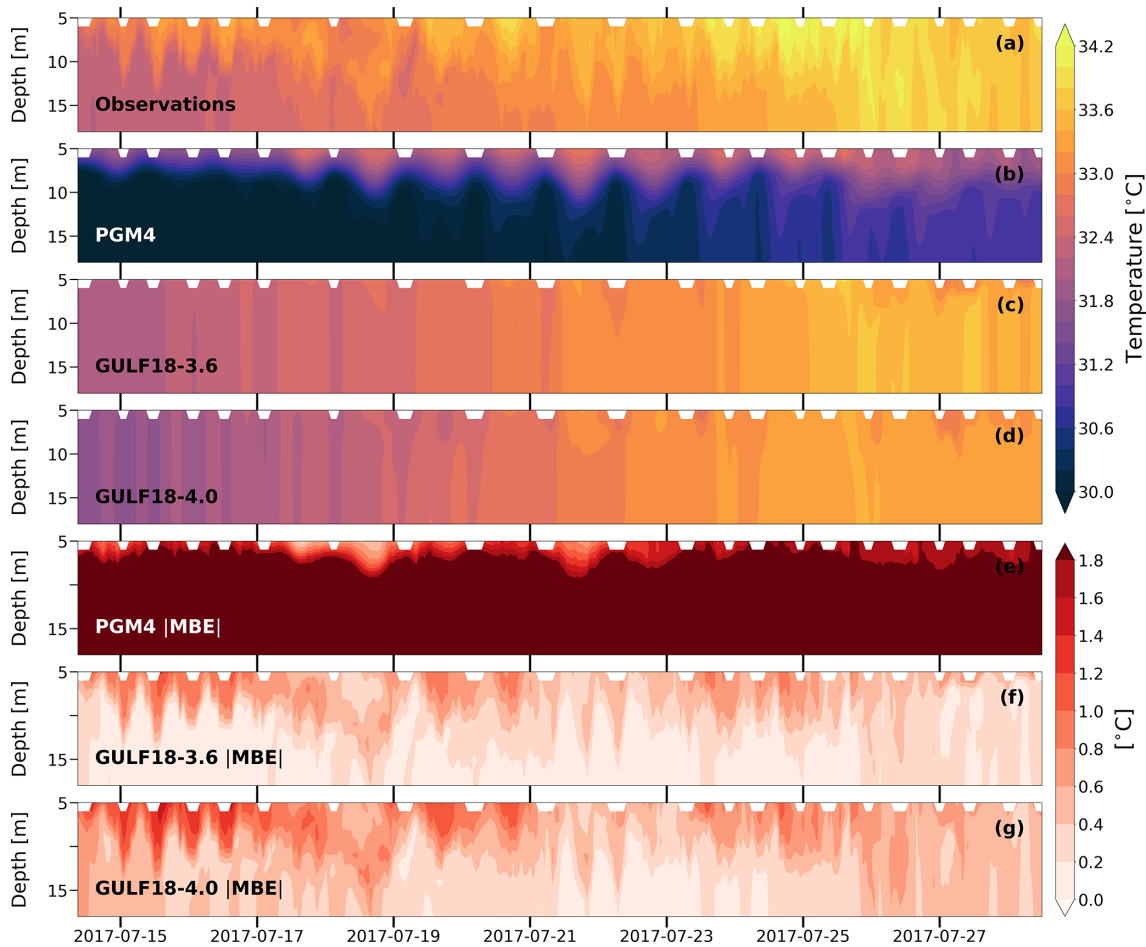 Depth [m]
5
10
15
(a)
Observations
Depth [m]
5
10
15
(b)
PGM4
Depth [m]
5
10
15
(c)
GULF18-3.6
Depth [m]
5
10
15
(d)
GULF18-4.0
34.2
33.6
33.0
32.4
31.8
31.2
30.6
30.0
Temperature [°C]
Depth [m]
5
15
(e)
PGM4 |MBE|
Depth [m]
5
15
(f)
GULF18-3.6 |MBE|
Depth [m]
5
15
(g)
GULF18-4.0 |MBE|
1.8
1.6
1.4
1.2
1.0
0.8
0.6
0.4
0.2
0.0
[°C]
2017-07-15 2017-07-17 2017-07-19 2017-07-21 2017-07-23 2017-07-25 2017-07-27